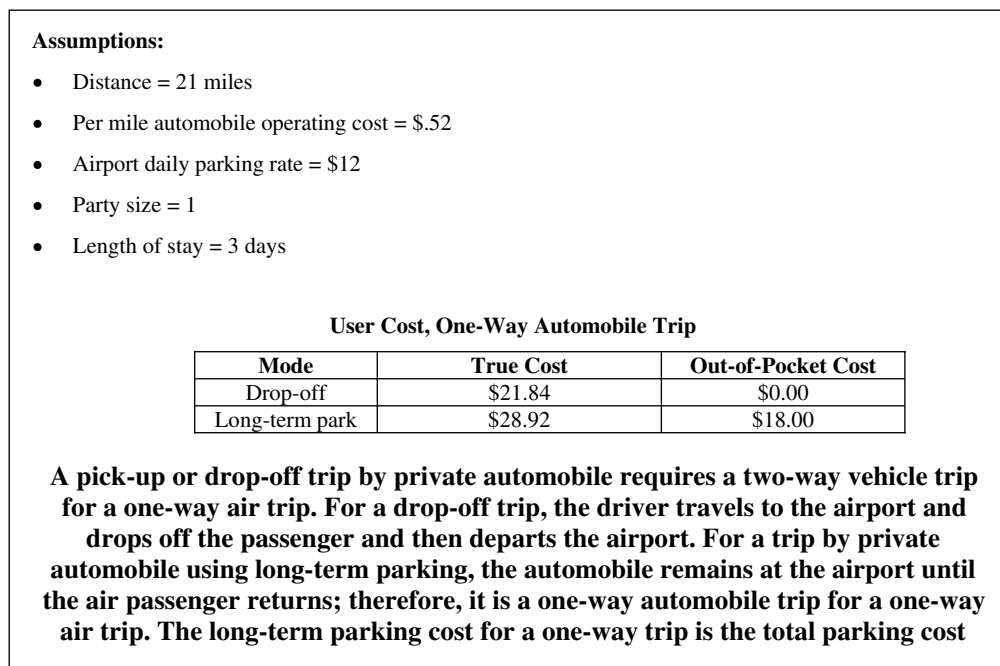 Assumptions:
• Distance = 21 miles
• Per mile automobile operating cost = $.52
• Airport daily parking rate = $12
• Party size = 1
• Length of stay = 3 days
User Cost, One-Way Automobile Trip
Mode True Cost Out-of-Pocket Cost
Drop-off $21.84 $0.00
Long-term park $28.92 $18.00
A pick-up or drop-off trip by private automobile requires a two-way vehicle trip
for a one-way air trip. For a drop-off trip, the driver travels to the airport and
drops off the passenger and then departs the airport. For a trip by private
automobile using long-term parking, the automobile remains at the airport until
the air passenger returns; therefore, it is a one-way automobile trip for a one-way
air trip. The long-term parking cost for a one-way trip is the total parking cost